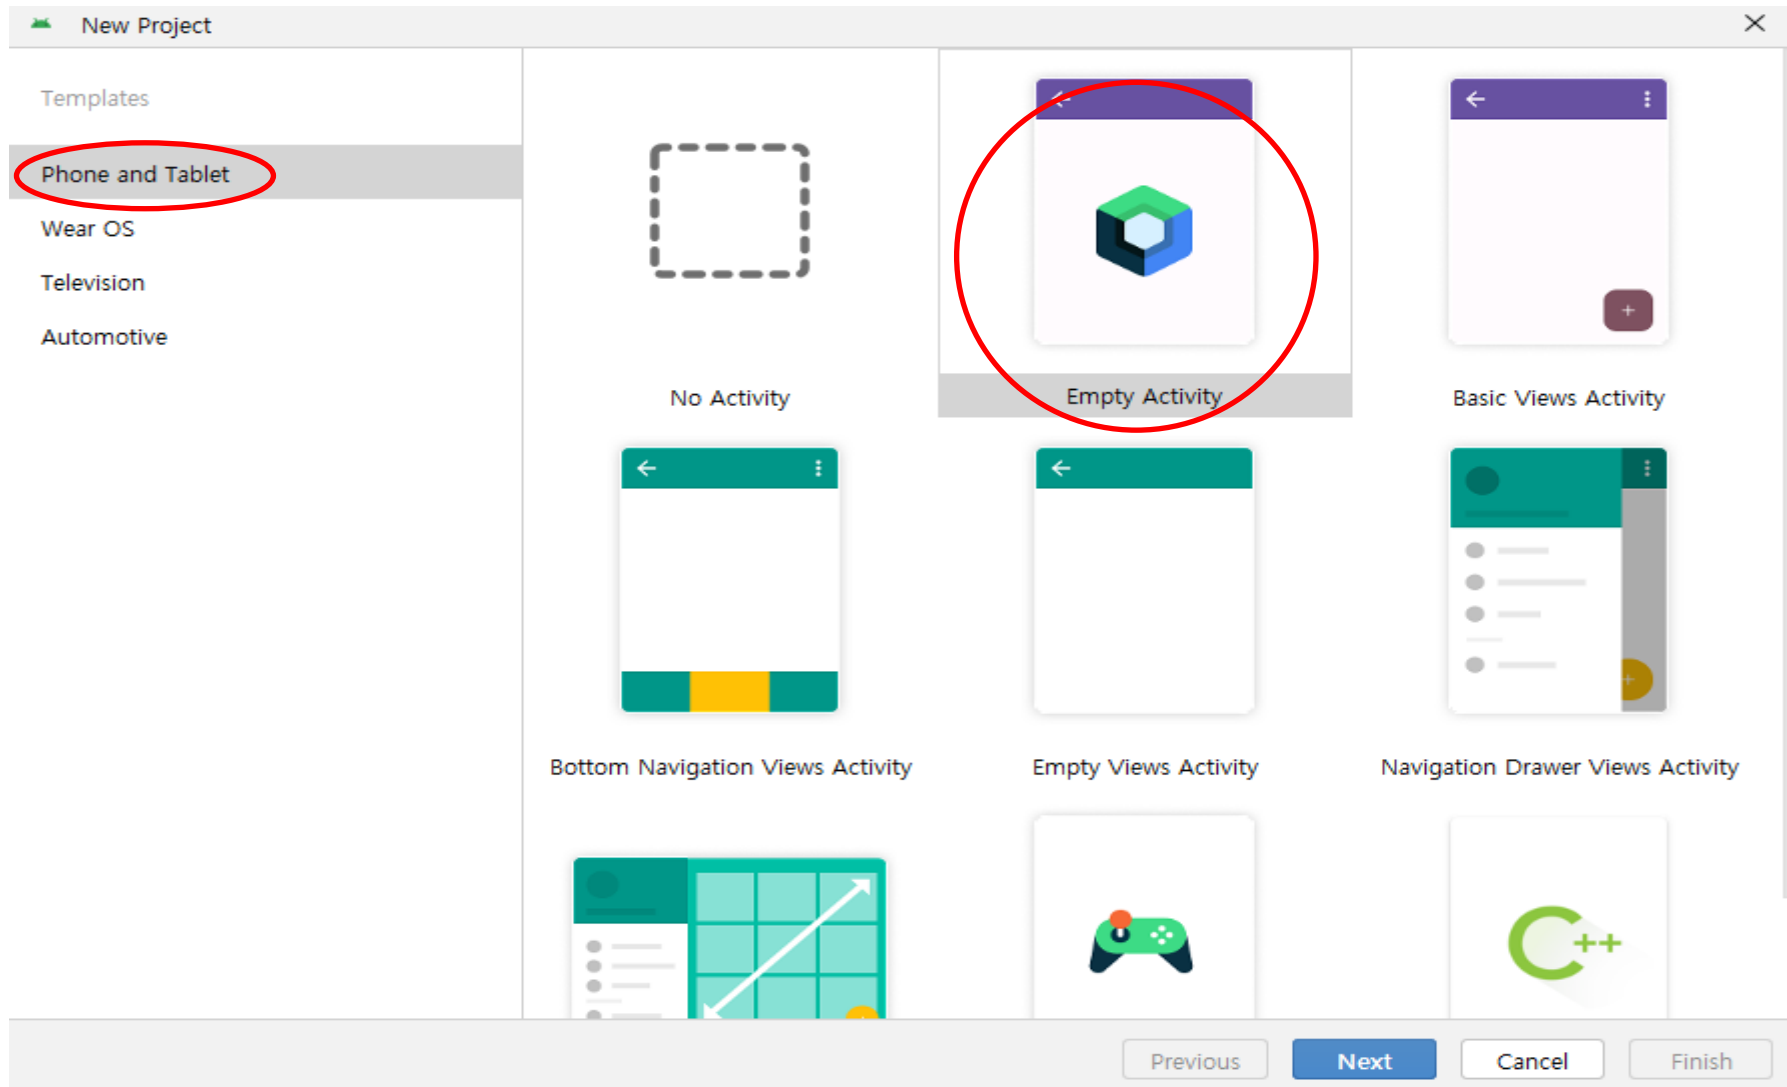 New Project
Templates
Phone and Tablet
Wear OS
Television
Automotive
No Activity
Empty Activity
Basic Views Activity
Bottom Navigation Views Activity
Empty Views Activity
Navigation Drawer Views Activity
C++
Previous
Next
Cancel
Finish